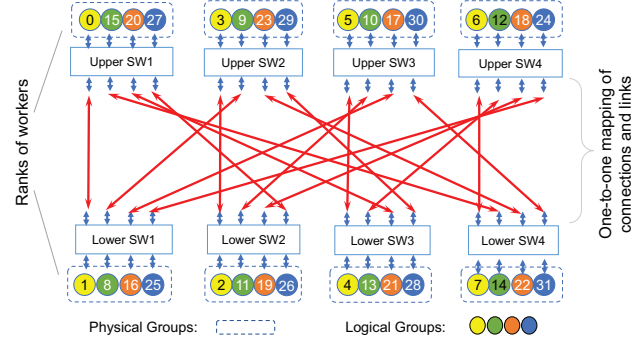 0 15 20 27 3 9 23 29 5 10 17 30 6 12 18 24
Upper SW1 Upper SW2 Upper SW3 Upper SW4
Ranks of workers
One-to-one mapping of
connections and links
Lower SW1 Lower SW2 Lower SW3 Lower SW4
1 8 16 25 2 11 19 26 4 13 21 28 7 14 22 31
Physical Groups: Logical Groups: